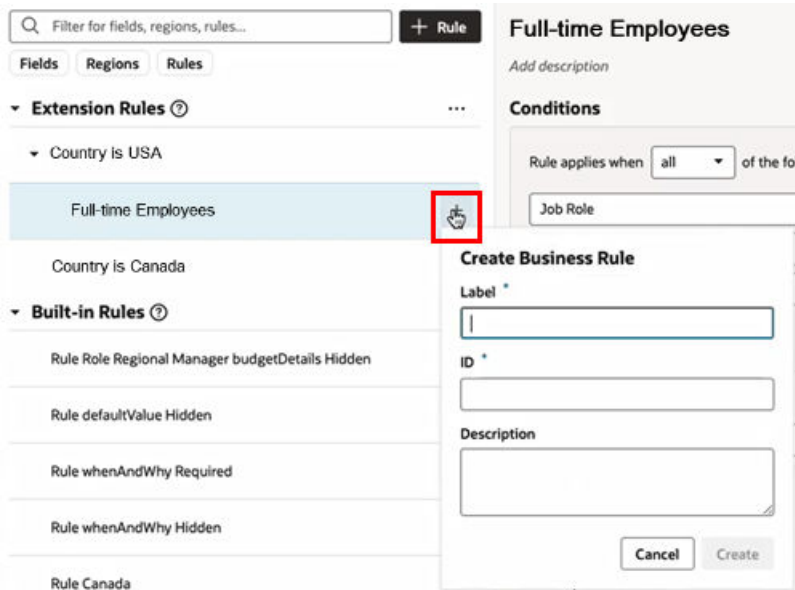 Filter for fields, regions, rules...
+ Rule
Fields Regions Rules
Extension Rules ?
...
Country is USA
Full-time Employees
Country is Canada
Built-in Rules ?
Rule Role Regional Manager budgetDetails Hidden
Rule defaultValue Hidden
Rule whenAndWhy Required
Rule whenAndWhy Hidden
Rule Canada
Full-time Employees
Add description
Conditions
Rule applies when all of the fo
Job Role
Create Business Rule
Label *
ID *
Description
Cancel Create